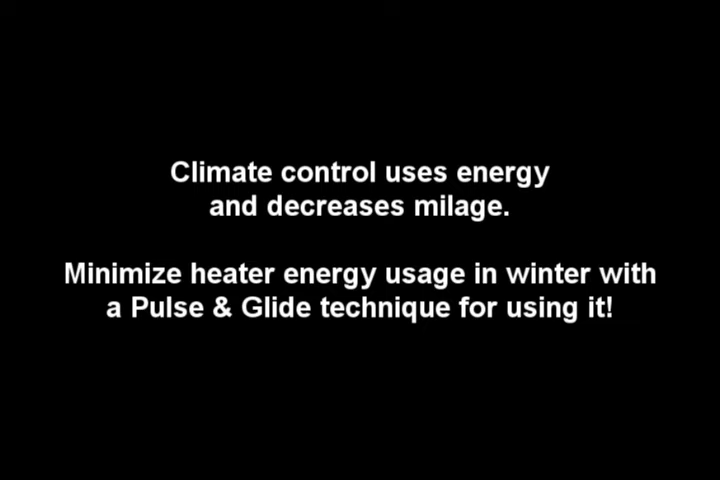 Climate control uses energy
and decreases milage.
Minimize heater energy usage in winter with
a Pulse & Glide technique for using it!